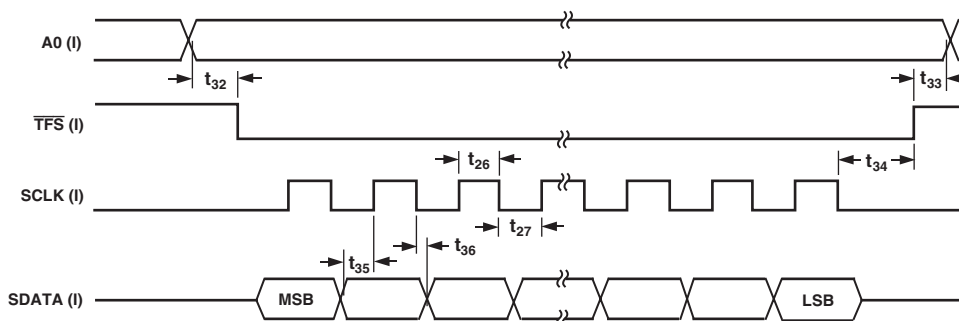 A0 (I)
t32
t33
TFS (I)
t26
t34
SCLK (I)
t27
t36
t35
SDATA (I)
MSB
LSB